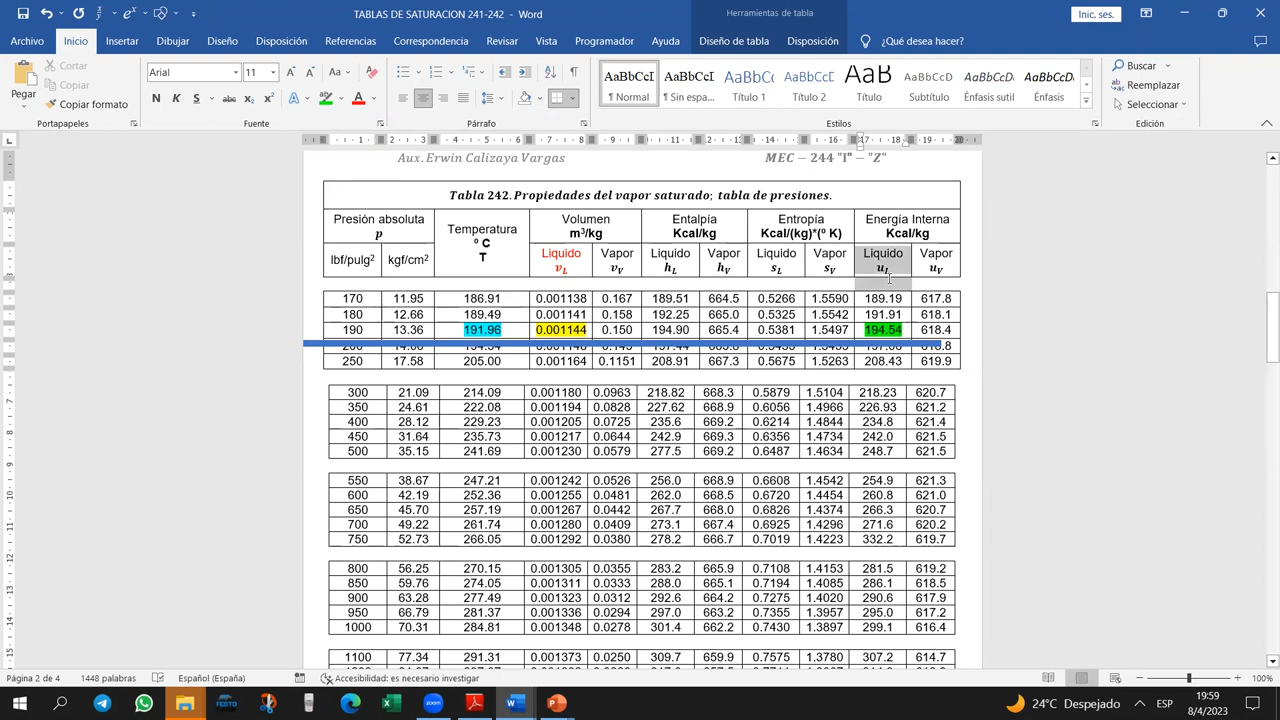 TABLAS DE SATURACION 241-242 - Word
Herramientas de tabla
Inic. ses.
Archivo Inicio Insertar Dibujar Diseño Disposición Referencias Correspondencia Revisar Vista Programador Ayuda Diseño de tabla Disposición ¿Qué desea hacer?
Pegar
Cortar
Copiar
Copiar formato
Portapapeles
Arial 11
N K S
Fuente
Párrafo
AaBbCcI AaBbCcI AaBbCc AaBbCcI AaB AaBbCcD AaBbCcD AaBbCcD
¶ Normal ¶ Sin espa... Título 1 Título 2 Título Subtítulo Énfasis sutil Énfasis
Estilos
Buscar
Reemplazar
Seleccionar
Edición
Aux. Erwin Calizaya Vargas MEC − 244 "I" − "Z"
Tabla 242. Propiedades del vapor saturado; tabla de presiones.
Presión absoluta p Temperatura º C T Volumen m³/kg Entalpía Kcal/kg Entropía Kcal/(kg)*(º K) Energía Interna Kcal/kg
lbf/pulg² kgf/cm² Liquido vL Vapor vV Liquido hL Vapor hV Liquido sL Vapor sV Liquido uL Vapor uV
170 11.95 186.91 0.001138 0.167 189.51 664.5 0.5266 1.5590 189.19 617.8
180 12.66 189.49 0.001141 0.158 192.25 665.0 0.5325 1.5542 191.91 618.1
190 13.36 191.96 0.001144 0.150 194.90 665.4 0.5381 1.5497 194.54 618.4
250 17.58 205.00 0.001164 0.1151 208.91 667.3 0.5675 1.5263 208.43 619.9
300 21.09 214.09 0.001180 0.0963 218.82 668.3 0.5879 1.5104 218.23 620.7
350 24.61 222.08 0.001194 0.0828 227.62 668.9 0.6056 1.4966 226.93 621.2
400 28.12 229.23 0.001205 0.0725 235.6 669.2 0.6214 1.4844 234.8 621.4
450 31.64 235.73 0.001217 0.0644 242.9 669.3 0.6356 1.4734 242.0 621.5
500 35.15 241.69 0.001230 0.0579 277.5 669.2 0.6487 1.4634 248.7 621.5
550 38.67 247.21 0.001242 0.0526 256.0 668.9 0.6608 1.4542 254.9 621.3
600 42.19 252.36 0.001255 0.0481 262.0 668.5 0.6720 1.4454 260.8 621.0
650 45.70 257.19 0.001267 0.0442 267.7 668.0 0.6826 1.4374 266.3 620.7
700 49.22 261.74 0.001280 0.0409 273.1 667.4 0.6925 1.4296 271.6 620.2
750 52.73 266.05 0.001292 0.0380 278.2 666.7 0.7019 1.4223 332.2 619.7
800 56.25 270.15 0.001305 0.0355 283.2 665.9 0.7108 1.4153 281.5 619.2
850 59.76 274.05 0.001311 0.0333 288.0 665.1 0.7194 1.4085 286.1 618.5
900 63.28 277.49 0.001323 0.0312 292.6 664.2 0.7275 1.4020 290.6 617.9
950 66.79 281.37 0.001336 0.0294 297.0 663.2 0.7355 1.3957 295.0 617.2
1000 70.31 284.81 0.001348 0.0278 301.4 662.2 0.7430 1.3897 299.1 616.4
1100 77.34 291.31 0.001373 0.0250 309.7 659.9 0.7575 1.3780 307.2 614.7
Página 2 de 4 1448 palabras Español (España) Accesibilidad: es necesario investigar 100%
24°C Despejado ESP 19:59
8/4/2023